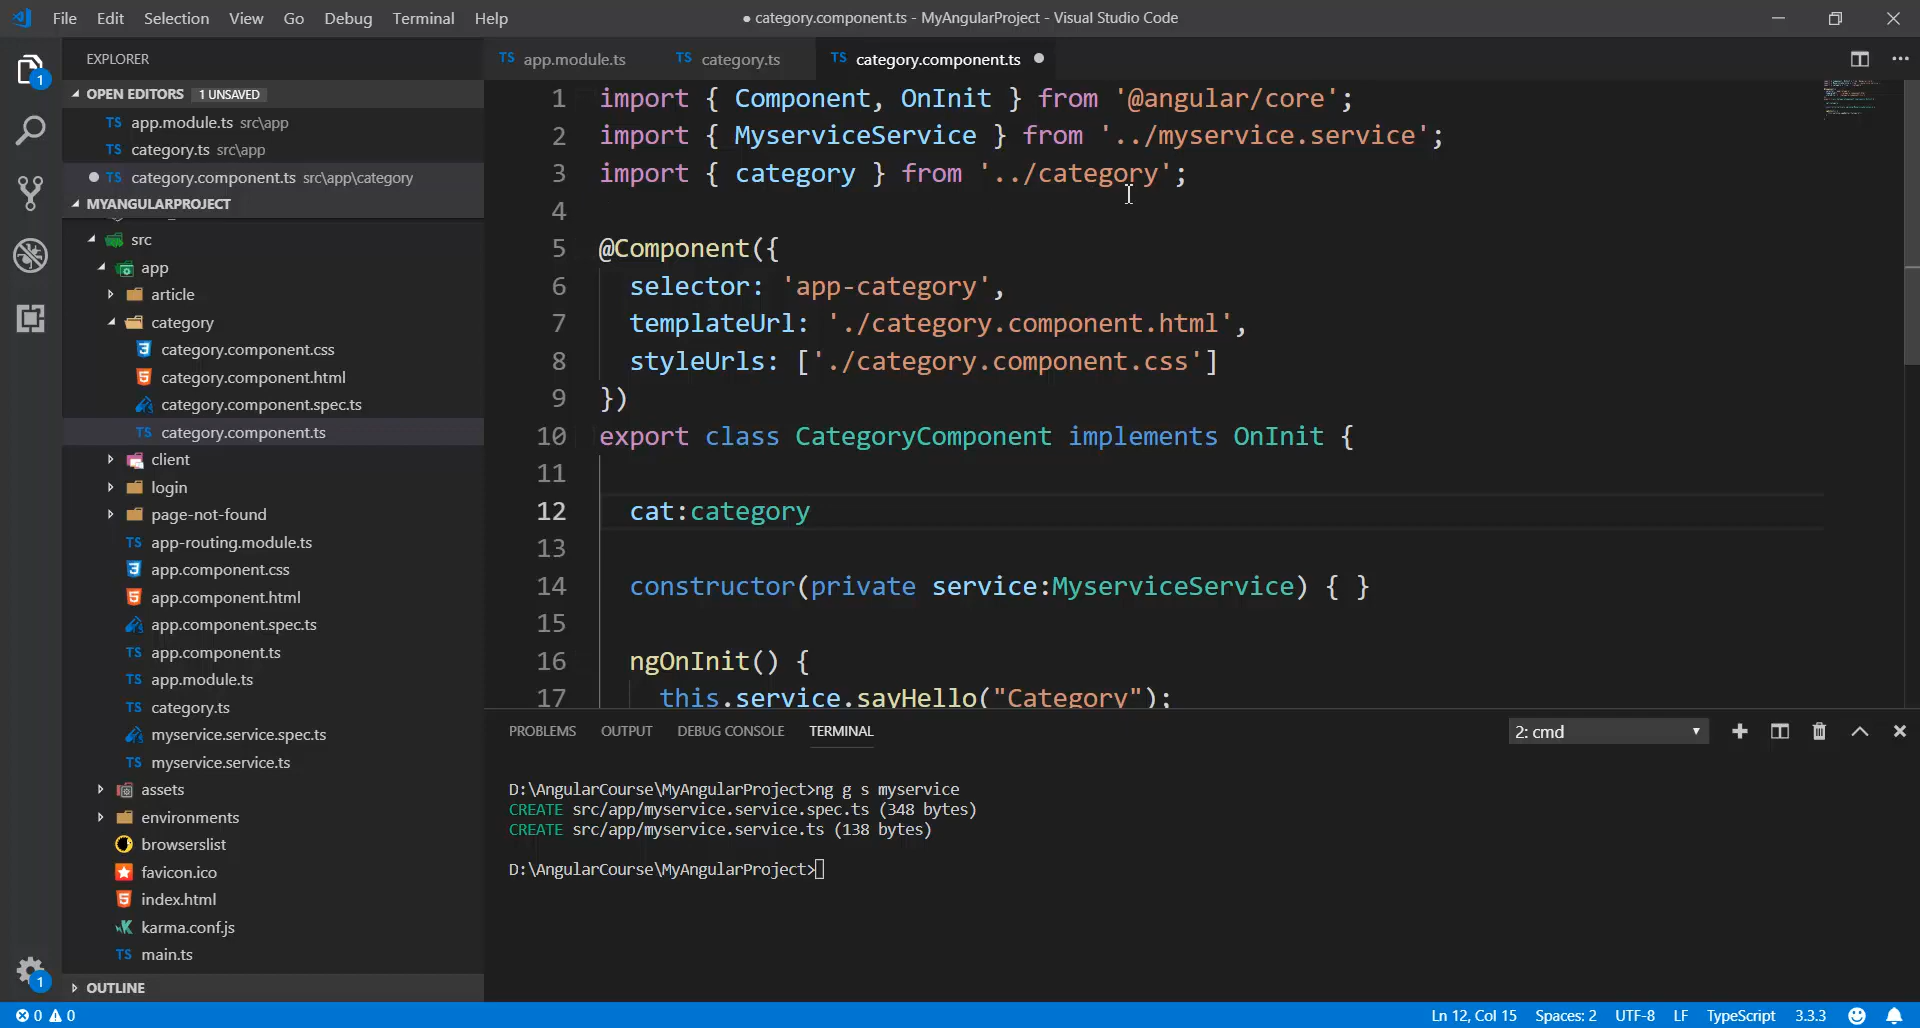 File Edit Selection View Go Debug Terminal Help
● category.component.ts - MyAngularProject - Visual Studio Code
EXPLORER
OPEN EDITORS 1 UNSAVED
TS app.module.ts src\app
TS category.ts src\app
TS category.component.ts src\app\category
MYANGULARPROJECT
src
app
article
category
category.component.css
category.component.html
category.component.spec.ts
TS category.component.ts
client
login
page-not-found
TS app-routing.module.ts
app.component.css
app.component.html
app.component.spec.ts
TS app.component.ts
TS app.module.ts
TS category.ts
myservice.service.spec.ts
TS myservice.service.ts
assets
environments
browserslist
favicon.ico
index.html
karma.conf.js
TS main.ts
OUTLINE
TS app.module.ts TS category.ts TS category.component.ts
1 import { Component, OnInit } from '@angular/core';
2 import { MyserviceService } from '../myservice.service';
3 import { category } from '../category';
4
5 @Component({
6 selector: 'app-category',
7 templateUrl: './category.component.html',
8 styleUrls: ['./category.component.css']
9 })
10 export class CategoryComponent implements OnInit {
11
12 cat:category
13
14 constructor(private service:MyserviceService) { }
15
16 ngOnInit() {
17 this.service.sayHello("Category");
PROBLEMS OUTPUT DEBUG CONSOLE TERMINAL 2: cmd
D:\AngularCourse\MyAngularProject>ng g s myservice
CREATE src/app/myservice.service.spec.ts (348 bytes)
CREATE src/app/myservice.service.ts (138 bytes)
D:\AngularCourse\MyAngularProject>
1
1
0 0 Ln 12, Col 15 Spaces: 2 UTF-8 LF TypeScript 3.3.3